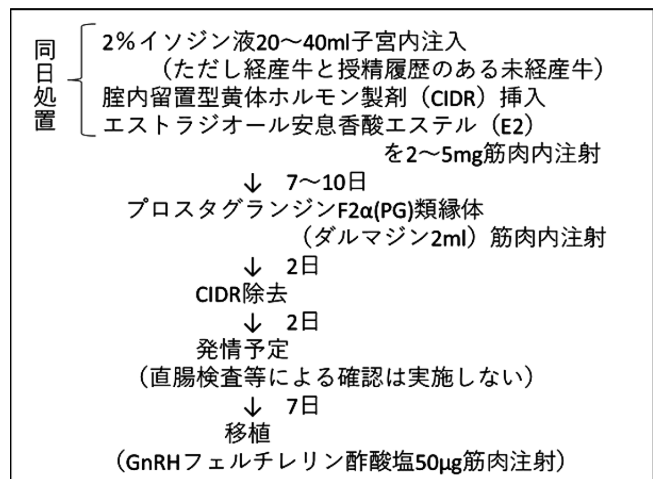 同日処置
2％イソジン液20〜40ml子宮内注入
（ただし経産牛と授精履歴のある未経産牛）
腟内留置型黄体ホルモン製剤（CIDR）挿入
エストラジオール安息香酸エステル（E2）
を2〜5mg筋肉内注射
↓ 7〜10日
プロスタグランジンF2α(PG)類縁体
（ダルマジン2ml）筋肉内注射
↓ 2日
CIDR除去
↓ 2日
発情予定
（直腸検査等による確認は実施しない）
↓ 7日
移植
（GnRHフェルチレリン酢酸塩50μg筋肉注射）